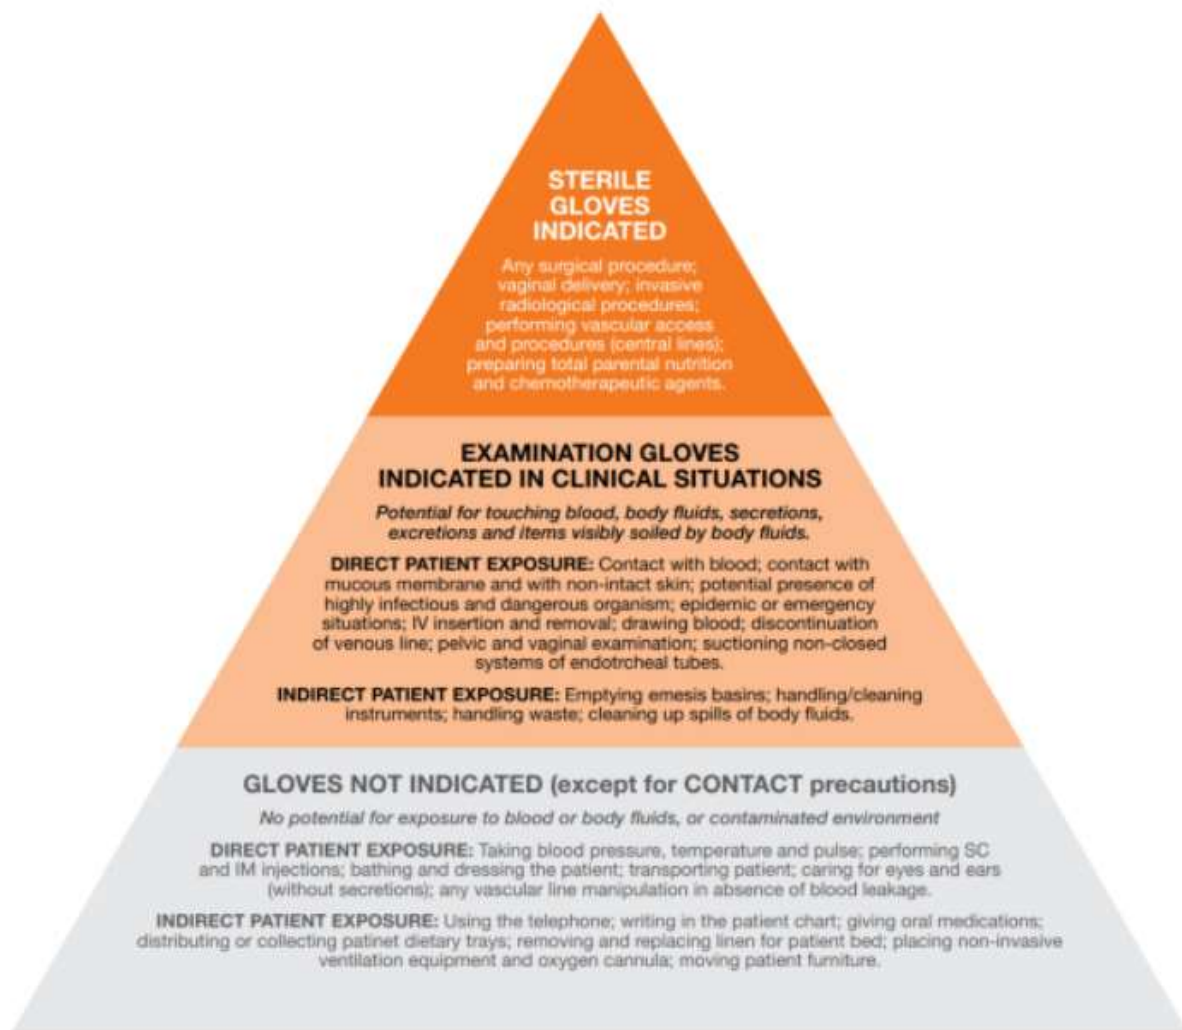 STERILE
GLOVES
INDICATED
Any surgical procedure;
vaginal delivery; invasive
radiological procedures;
performing vascular access
and procedures (central lines);
preparing total parental nutrition
and chemotherapeutic agents.
EXAMINATION GLOVES
INDICATED IN CLINICAL SITUATIONS
Potential for touching blood, body fluids, secretions,
excretions and items visibly soiled by body fluids.
DIRECT PATIENT EXPOSURE: Contact with blood; contact with
mucous membrane and with non-intact skin; potential presence of
highly infectious and dangerous organism; epidemic or emergency
situations; IV insertion and removal; drawing blood; discontinuation
of venous line; pelvic and vaginal examination; suctioning non-closed
systems of endotrcheal tubes.
INDIRECT PATIENT EXPOSURE: Emptying emesis basins; handling/cleaning
instruments; handling waste; cleaning up spills of body fluids.
GLOVES NOT INDICATED (except for CONTACT precautions)
No potential for exposure to blood or body fluids, or contaminated environment
DIRECT PATIENT EXPOSURE: Taking blood pressure, temperature and pulse; performing SC
and IM injections; bathing and dressing the patient; transporting patient; caring for eyes and ears
(without secretions); any vascular line manipulation in absence of blood leakage.
INDIRECT PATIENT EXPOSURE: Using the telephone; writing in the patient chart; giving oral medications;
distributing or collecting patinet dietary trays; removing and replacing linen for patient bed; placing non-invasive
ventilation equipment and oxygen cannula; moving patient furniture.